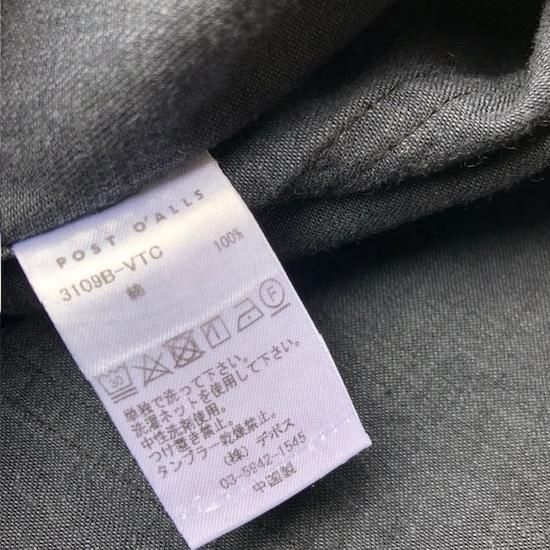 POST O'ALLS
3109B-VTC
綿 100%
30
F
単独で洗って下さい。
洗濯ネットを使用して下さい。
中性洗剤使用。
つけ置き禁止。
タンブラー乾燥禁止。
(株) デポス
03-5942-1545
中国製